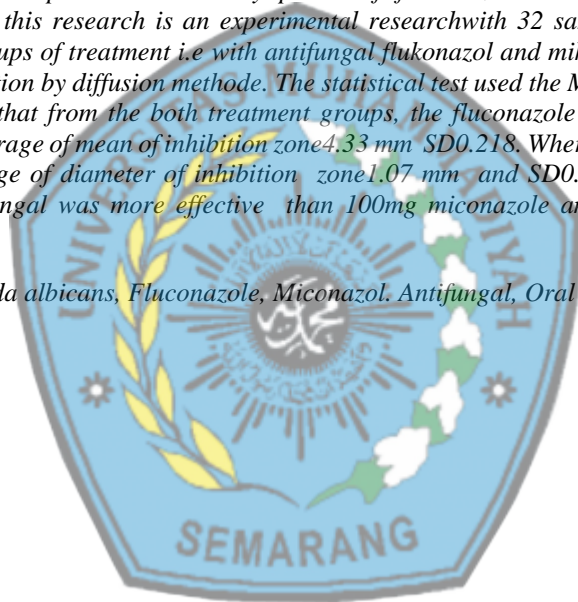 this research is an experimental researchwith 32 sa
ups of treatment i.e with antifungal flukonazol and mi
tion by diffusion methode. The statistical test used the M
that from the both treatment groups, the fluconazole
rage of mean of inhibition zone4.33 mm SD0.218. Whe
ge of diameter of inhibition zone1.07 mm and SD0.
ngal was more effective than 100mg miconazole a
da albicans, Fluconazole, Miconazol. Antifungal, Oral
UNIVERSITAS MUHAMMADIYAH
SEMARANG